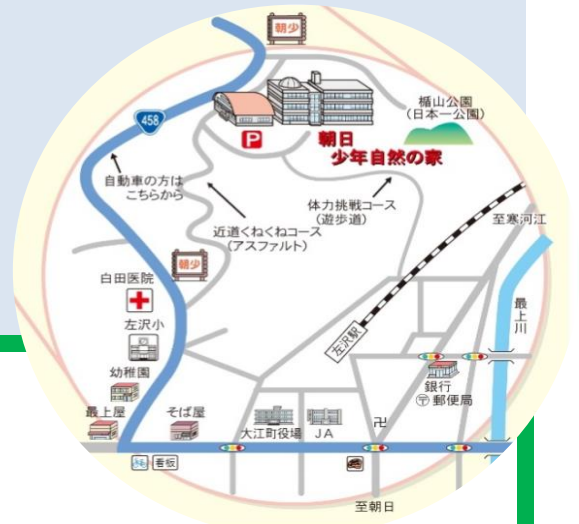 朝少
458
楯山公園
(日本一公園)
P
朝日
少年自然の家
自動車の方は
こちらから
近道くねくねコース
(アスファルト)
体力挑戦コース
(遊歩道)
至寒河江
朝少
白田医院
左沢小
幼稚園
最上屋
そば屋
左沢駅
最上川
銀行
〒郵便局
大江町役場
JA
卍
看板
至朝日